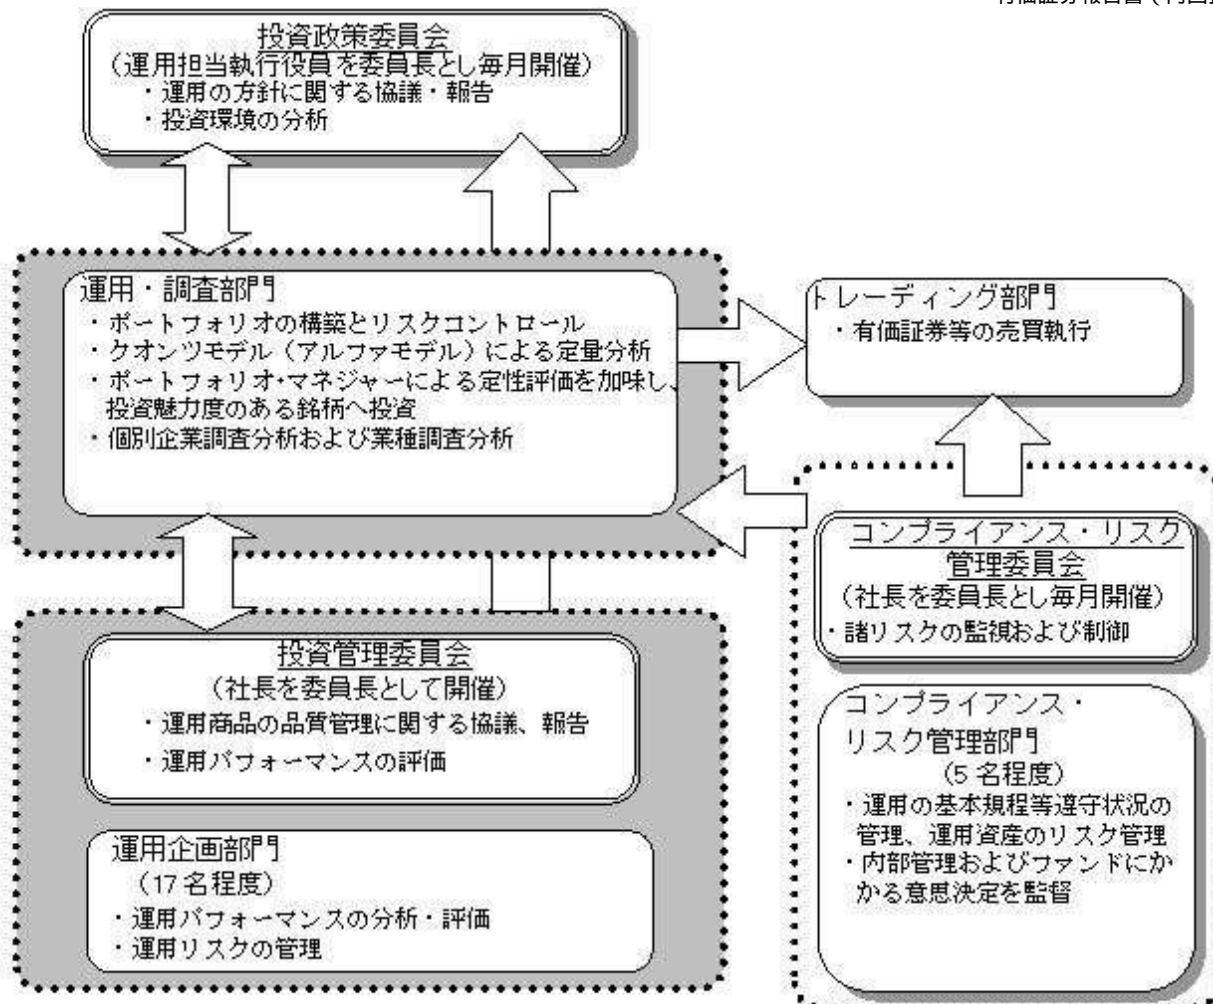 有価証券報告書(内国
投資政策委員会
(運用担当執行役員を委員長とし毎月開催)
・運用の方針に関する協議・報告
・投資環境の分析
運用・調査部門
・ポートフォリオの構築とリスクコントロール
・クオンツモデル(アルファモデル)による定量分析
・ポートフォリオ・マネジャーによる定性評価を加味し、
投資魅力度のある銘柄へ投資
・個別企業調査分析および業種調査分析
トレーディング部門
・有価証券等の売買執行
コンプライアンス・リスク
管理委員会
(社長を委員長とし毎月開催)
・諸リスクの監視および制御
投資管理委員会
(社長を委員長として開催)
・運用商品の品質管理に関する協議、報告
・運用パフォーマンスの評価
コンプライアンス・
リスク管理部門
(5名程度)
・運用の基本規程等遵守状況の
管理、運用資産のリスク管理
・内部管理およびファンドにか
かる意思決定を監督
運用企画部門
(17名程度)
・運用パフォーマンスの分析・評価
・運用リスクの管理